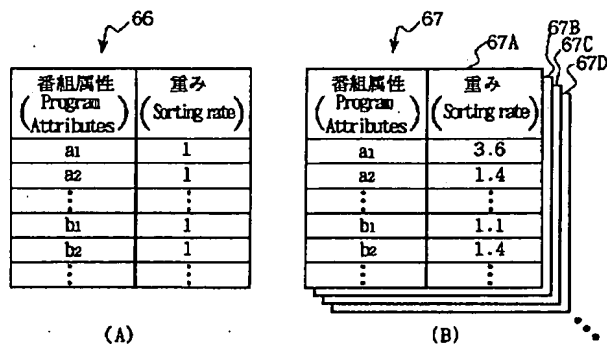 66
番組属性 重み
(Program Attributes) (Sorting rate)
a1 1
a2 1
⋮ ⋮
b1 1
b2 1
⋮ ⋮
(A)
67
67A
67B
67C
67D
番組属性 重み
(Program Attributes) (Sorting rate)
a1 3.6
a2 1.4
⋮ ⋮
b1 1.1
b2 1.4
⋮ ⋮
(B)